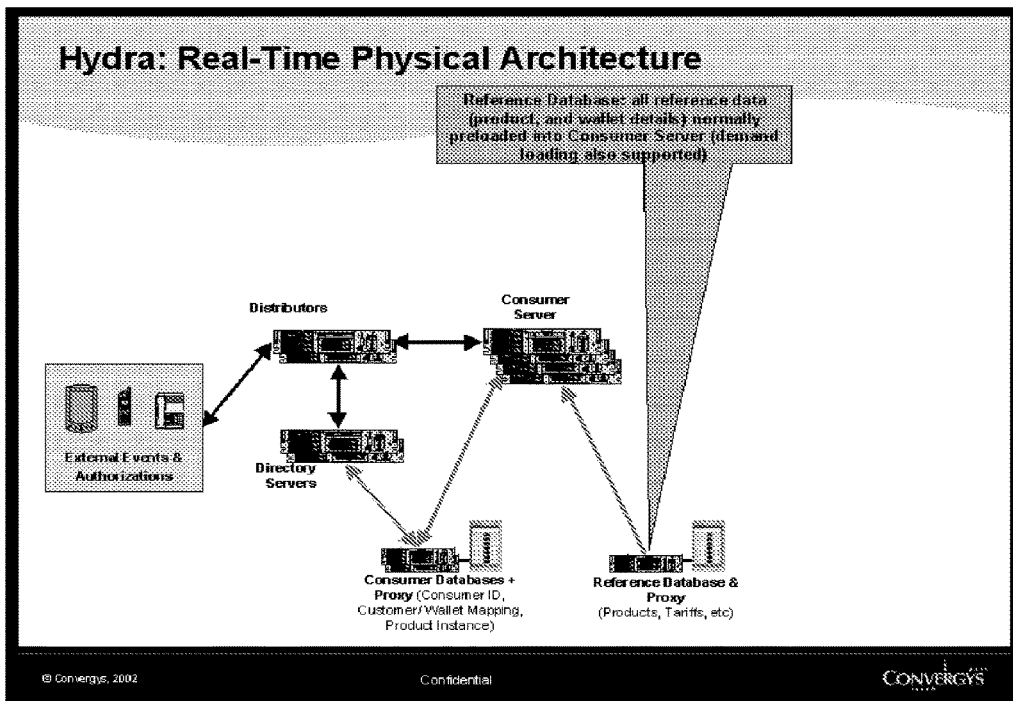 Hydra: Real-Time Physical Architecture
Reference Database: all reference data
(product, and wallet details) normally
preloaded into Consumer Server (demand
loading also supported)
Distributors
Consumer
Server
External Events &
Authorizations
Directory
Servers
Consumer Databases +
Proxy (Consumer ID,
Customer/ Wallet Mapping,
Product Instance)
Reference Database &
Proxy
(Products, Tariffs, etc)
© Convergys, 2002
Confidential
CONVERGYS